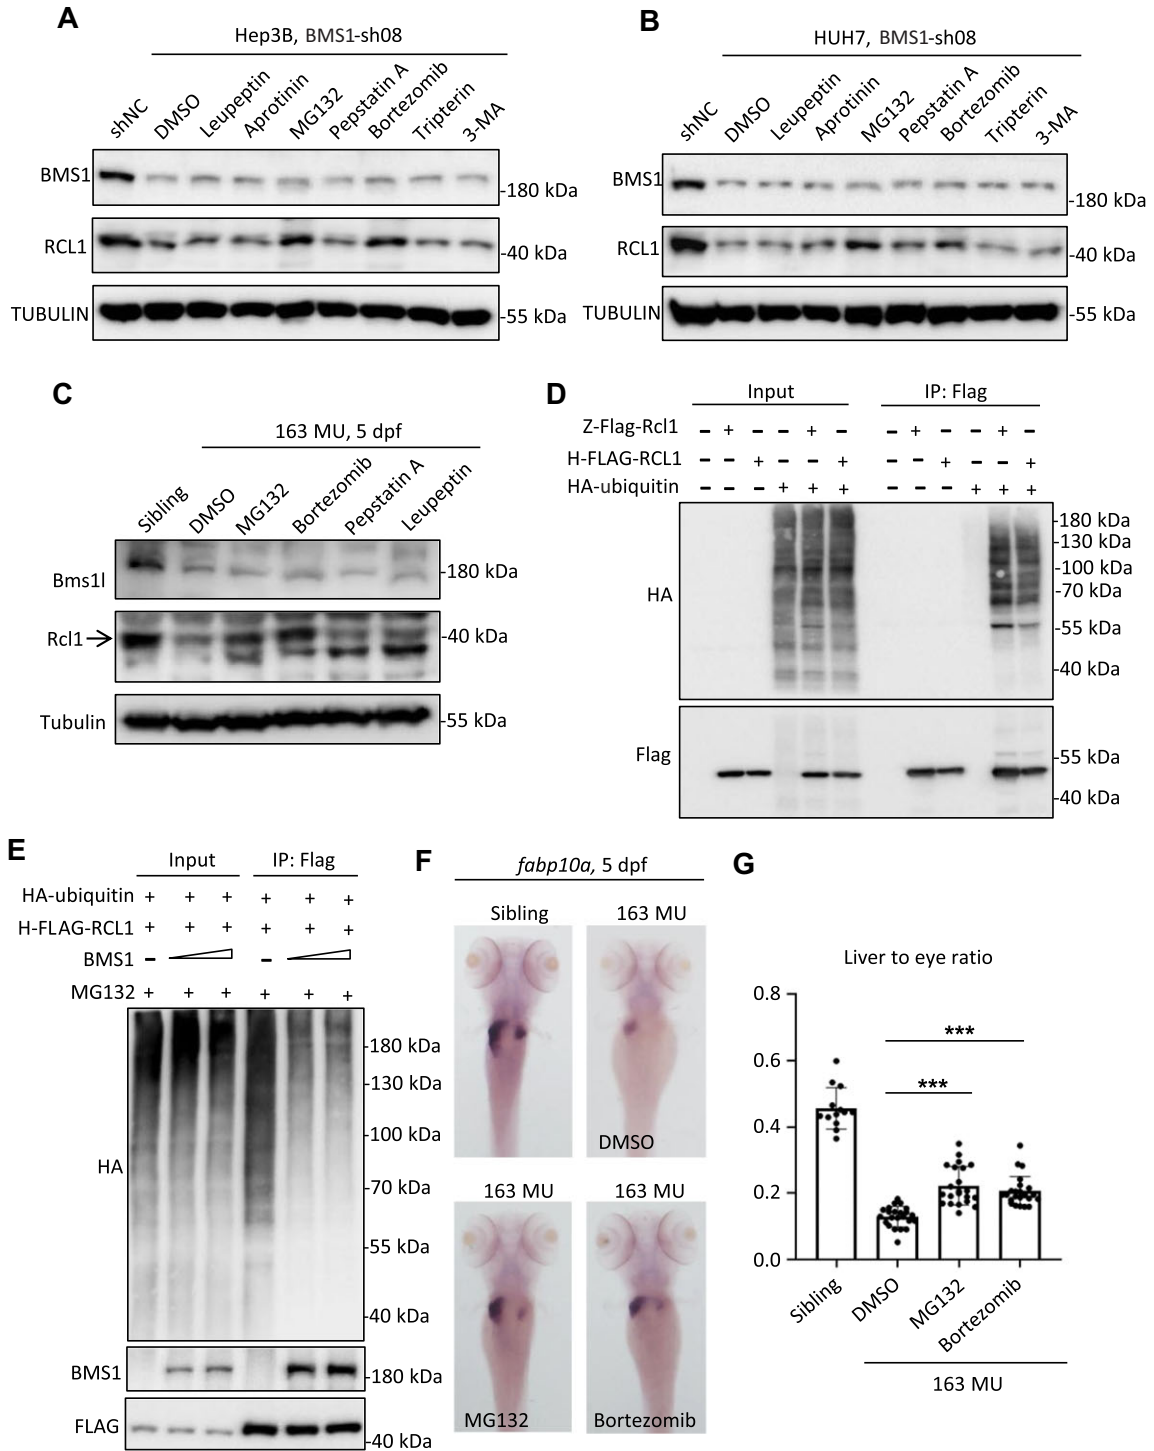 A
Hep3B, BMS1-sh08
shNC
DMSO
Leupeptin
Aprotinin
MG132
Pepstatin A
Bortezomib
Tripterin
3-MA
BMS1
-180 kDa
RCL1
-40 kDa
TUBULIN
-55 kDa
B
HUH7, BMS1-sh08
shNC
DMSO
Leupeptin
Aprotinin
MG132
Pepstatin A
Bortezomib
Tripterin
3-MA
BMS1
-180 kDa
RCL1
-40 kDa
TUBULIN
-55 kDa
C
163 MU, 5 dpf
Sibling
DMSO
MG132
Bortezomib
Pepstatin A
Leupeptin
Bms1l
-180 kDa
Rcl1→
-40 kDa
Tubulin
-55 kDa
D
Input IP: Flag
Z-Flag-Rcl1 – + – – + – – + – – + –
H-FLAG-RCL1 – – + – – + – – + – – +
HA-ubiquitin – – – + + + – – – + + +
HA
-180 kDa
-130 kDa
-100 kDa
-70 kDa
-55 kDa
-40 kDa
Flag
-55 kDa
-40 kDa
E
Input IP: Flag
HA-ubiquitin + + + + + +
H-FLAG-RCL1 + + + + + +
BMS1 – –
MG132 + + + + + +
HA
-180 kDa
-130 kDa
-100 kDa
-70 kDa
-55 kDa
-40 kDa
BMS1
-180 kDa
FLAG
-40 kDa
F
fabp10a, 5 dpf
Sibling 163 MU
DMSO
163 MU 163 MU
MG132 Bortezomib
G
Liver to eye ratio
0.8
0.6
0.4
0.2
0.0
***
***
Sibling
DMSO
MG132
Bortezomib
163 MU